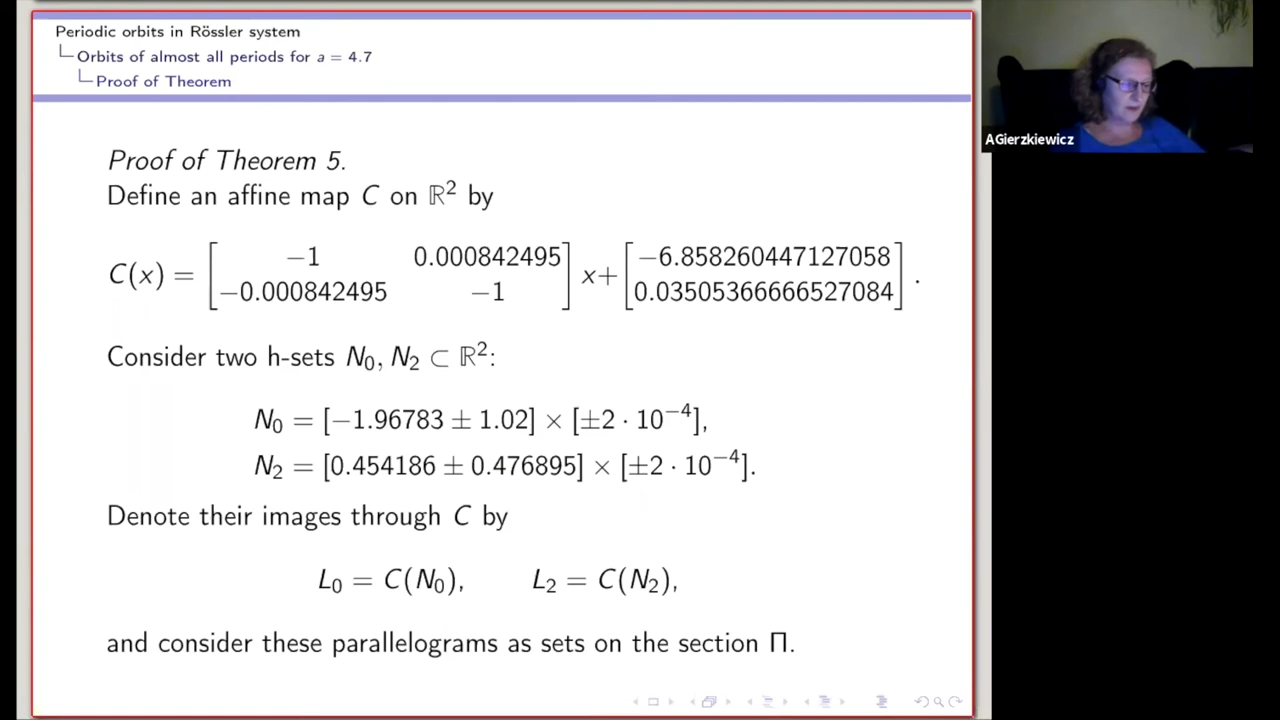 Periodic orbits in Rössler system
Orbits of almost all periods for a = 4.7
Proof of Theorem
AGierzkiewicz
Proof of Theorem 5.
Define an affine map C on ℝ² by
C(x) = [ −1 0.000842495 ; −0.000842495 −1 ] x+ [ −6.858260447127058 ; 0.03505366666527084 ] .
Consider two h-sets N₀, N₂ ⊂ ℝ²:
N₀ = [−1.96783 ± 1.02] × [±2 · 10⁻⁴],
N₂ = [0.454186 ± 0.476895] × [±2 · 10⁻⁴].
Denote their images through C by
L₀ = C(N₀), L₂ = C(N₂),
and consider these parallelograms as sets on the section Π.